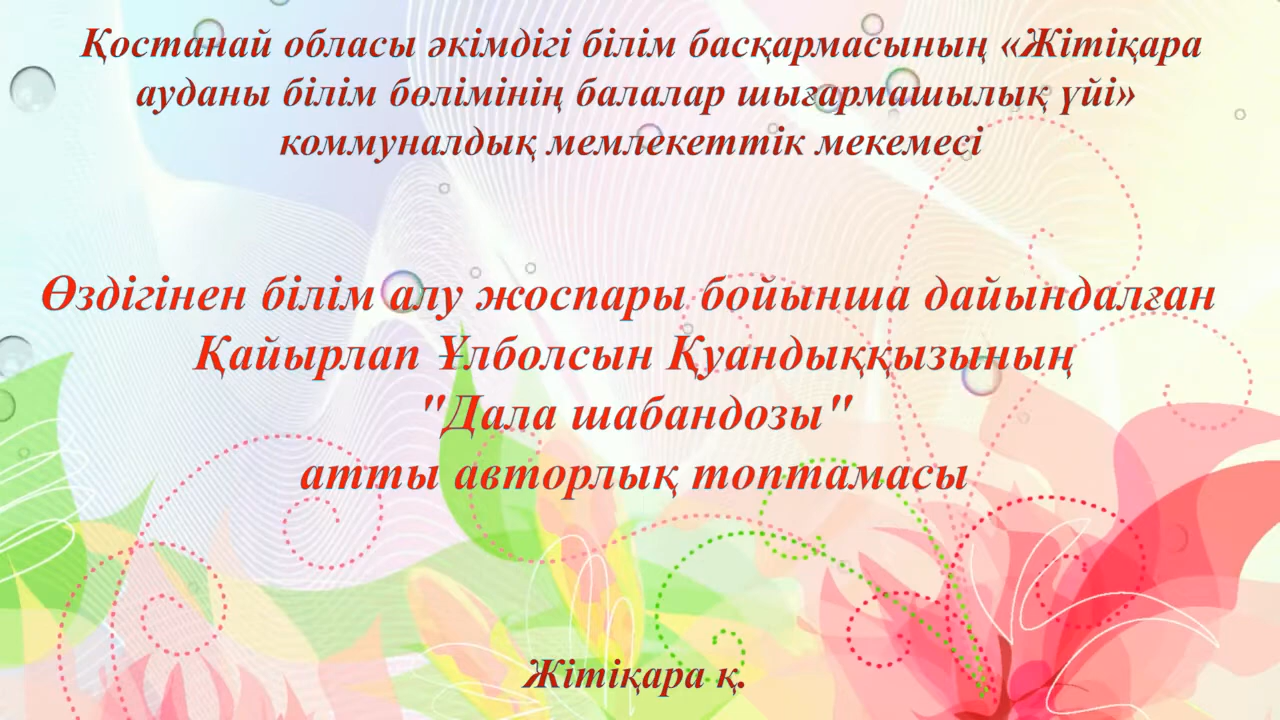 Қостанай обласы әкімдігі білім басқармасының «Жітіқара
ауданы білім бөлімінің балалар шығармашылық үйі»
коммуналдық мемлекеттік мекемесі
Өздігінен білім алу жоспары бойынша дайындалған
Қайырлап Ұлболсын Қуандыққызының
"Дала шабандозы"
атты авторлық топтамасы
Жітіқара қ.